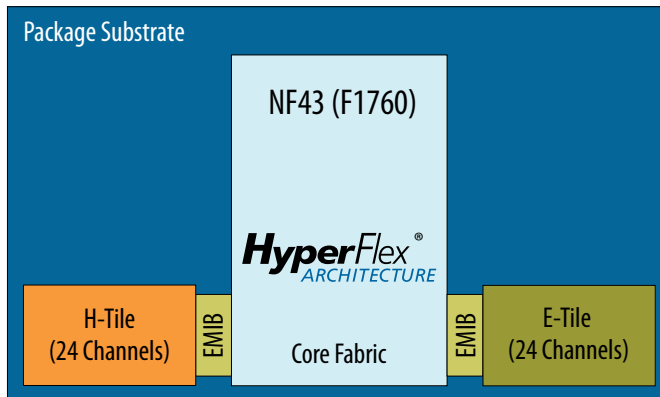 Package Substrate
NF43 (F1760)
HyperFlex®
ARCHITECTURE
H-Tile
(24 Channels)
EMIB
Core Fabric
EMIB
E-Tile
(24 Channels)